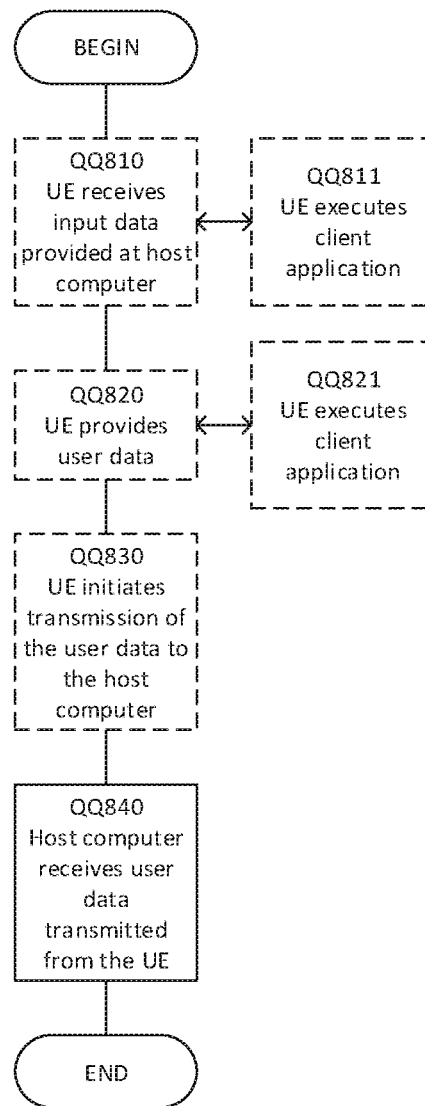 BEGIN
QQ810
UE receives
input data
provided at host
computer
QQ811
UE executes
client
application
QQ820
UE provides
user data
QQ821
UE executes
client
application
QQ830
UE initiates
transmission of
the user data to
the host
computer
QQ840
Host computer
receives user
data
transmitted
from the UE
END